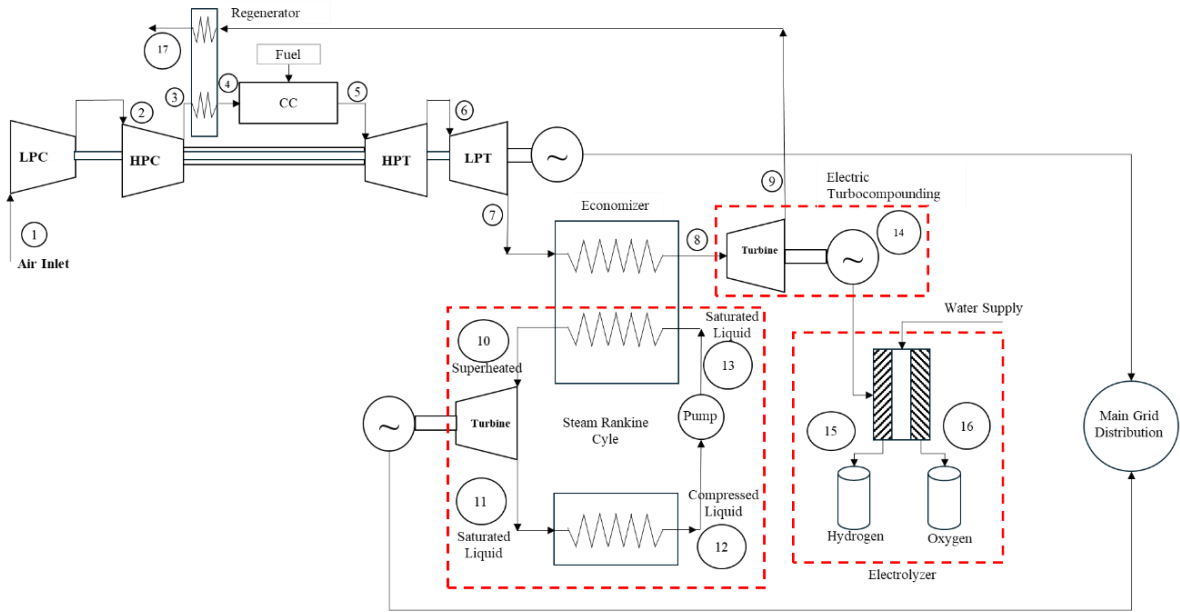 Regenerator
17
Fuel
3
4
CC
5
2
6
LPC
HPC
HPT
LPT
~
1
Air Inlet
7
Economizer
8
9
Electric
Turbocompounding
Turbine
~
14
Water Supply
10
Superheated
Saturated
Liquid
13
~
Turbine
Steam Rankine
Cyle
Pump
15
16
Main Grid
Distribution
11
Saturated
Liquid
Compressed
Liquid
12
Hydrogen
Oxygen
Electrolyzer